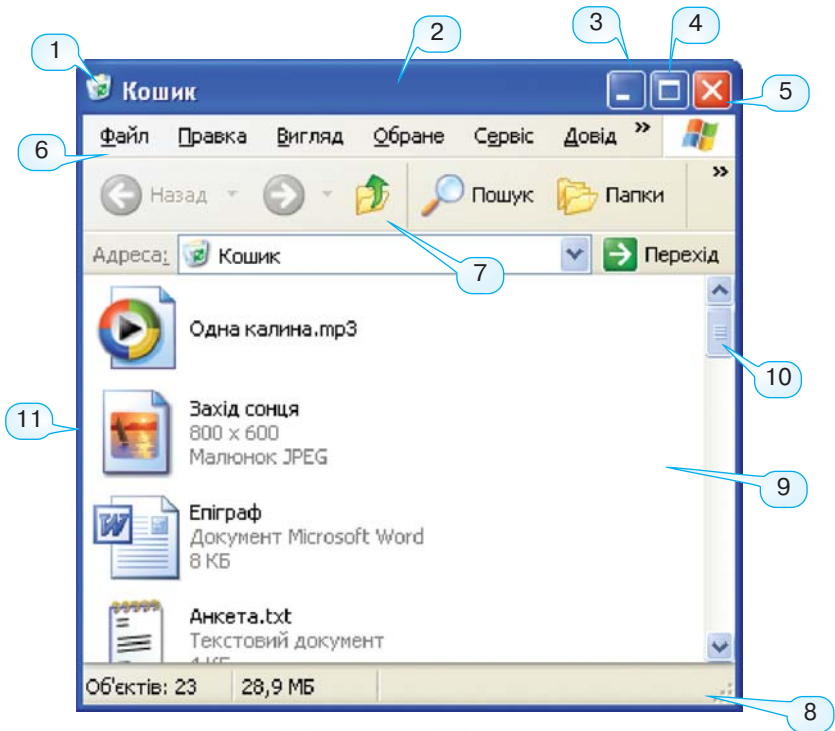 1
2
3
4
5
Кошик
6
Файл Правка Вигляд Обране Сервіс Довід »
Назад Пошук Папки »
7
Адреса: Кошик Перехід
Одна калина.mp3
10
11
Захід сонця
800 x 600
Малюнок JPEG
9
Епіграф
Документ Microsoft Word
8 КБ
Анкета.txt
Текстовий документ
Об'єктів: 23 28,9 МБ
8